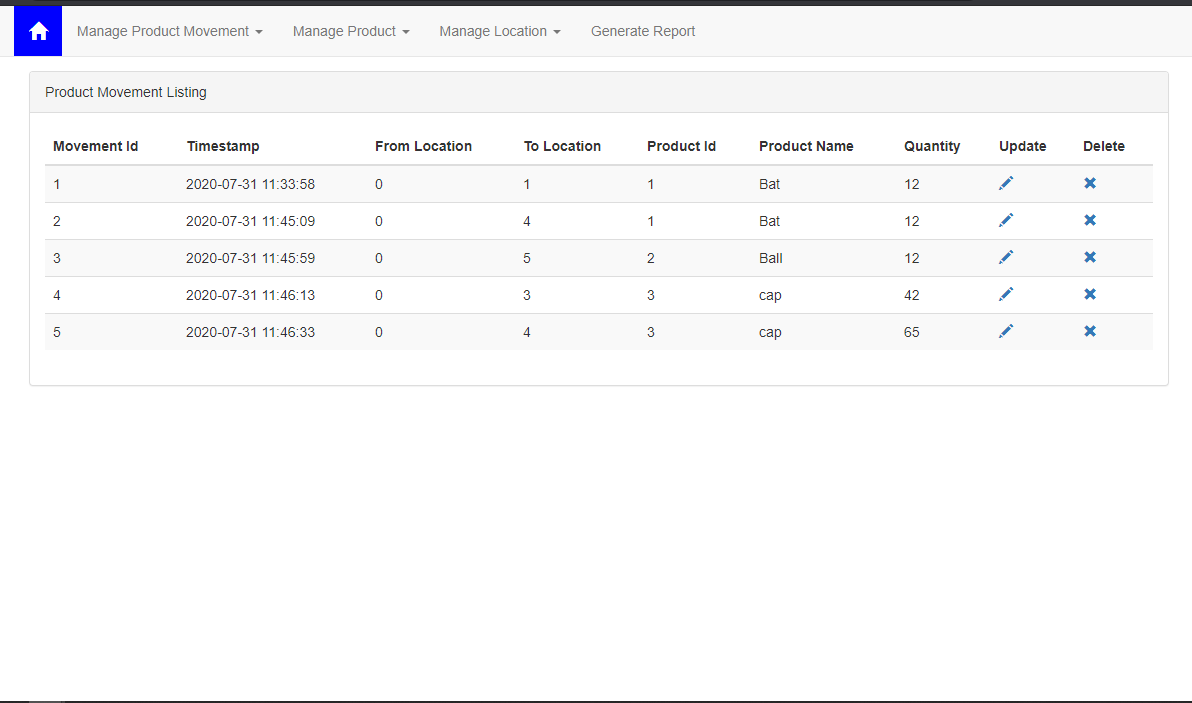 Manage Product Movement Manage Product Manage Location Generate Report
Product Movement Listing
Movement Id Timestamp From Location To Location Product Id Product Name Quantity Update Delete
1 2020-07-31 11:33:58 0 1 1 Bat 12
2 2020-07-31 11:45:09 0 4 1 Bat 12
3 2020-07-31 11:45:59 0 5 2 Ball 12
4 2020-07-31 11:46:13 0 3 3 cap 42
5 2020-07-31 11:46:33 0 4 3 cap 65